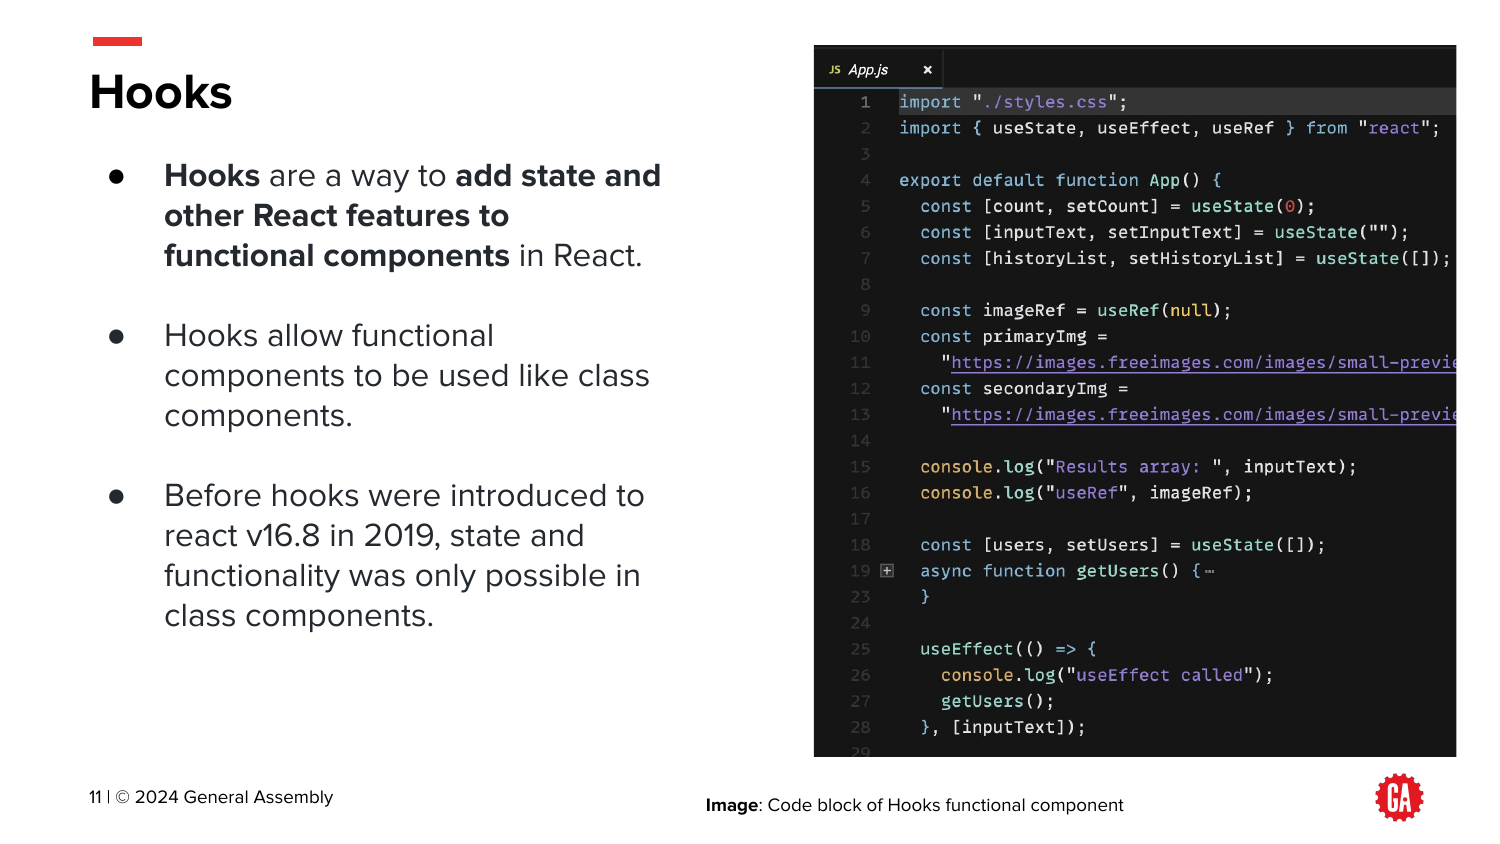 Hooks
● Hooks are a way to add state and
other React features to
functional components in React.
● Hooks allow functional
components to be used like class
components.
● Before hooks were introduced to
react v16.8 in 2019, state and
functionality was only possible in
class components.
JS App.js ×
1 import "./styles.css";
2 import { useState, useEffect, useRef } from "react";
3
4 export default function App() {
5 const [count, setCount] = useState(0);
6 const [inputText, setInputText] = useState("");
7 const [historyList, setHistoryList] = useState([]);
8
9 const imageRef = useRef(null);
10 const primaryImg =
11 "https://images.freeimages.com/images/small-previe
12 const secondaryImg =
13 "https://images.freeimages.com/images/small-previe
14
15 console.log("Results array: ", inputText);
16 console.log("useRef", imageRef);
17
18 const [users, setUsers] = useState([]);
19 async function getUsers() {⋯
23 }
24
25 useEffect(() => {
26 console.log("useEffect called");
27 getUsers();
28 }, [inputText]);
29
11 | © 2024 General Assembly
Image: Code block of Hooks functional component
GA